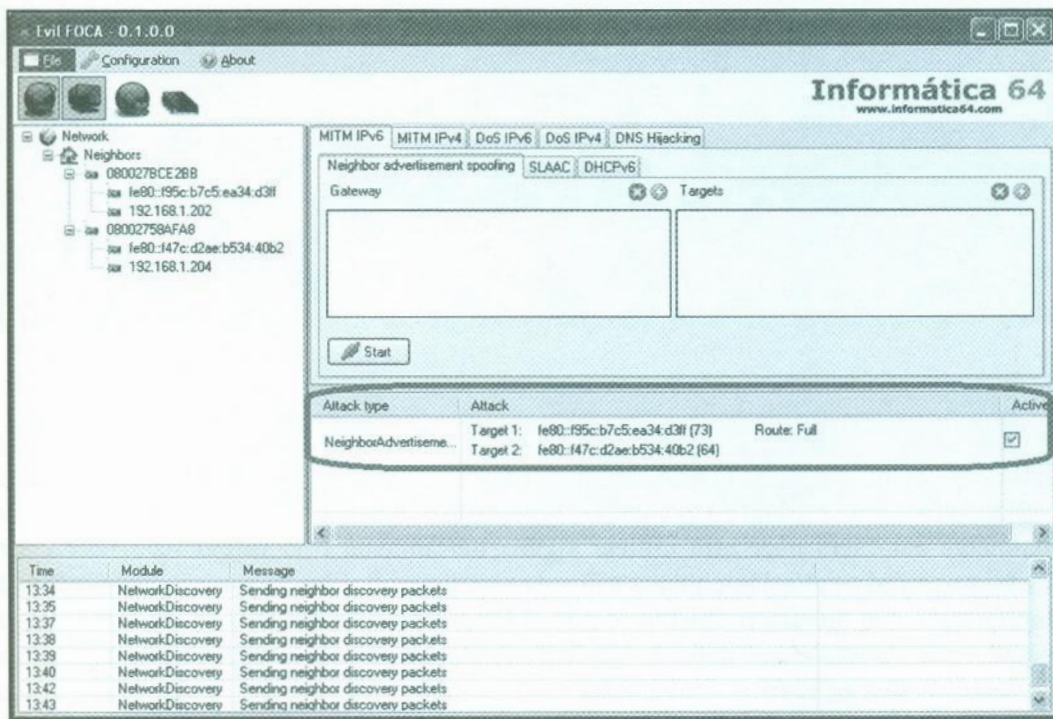 Evil FOCA - 0.1.0.0
File Configuration About
Informática 64
www.informatica64.com
Network
Neighbors
080027BCE2BB
fe80::f95c:b7c5:ea34:d3ff
192.168.1.202
08002758AFA8
fe80::f47c:d2ae:b534:40b2
192.168.1.204
MITM IPv6 MITM IPv4 DoS IPv6 DoS IPv4 DNS Hijacking
Neighbor advertisement spoofing SLAAC DHCPv6
Gateway Targets
Start
Attack type Attack Active
NeighborAdvertiseme...
Target 1: fe80::f95c:b7c5:ea34:d3ff (73) Route: Full
Target 2: fe80::f47c:d2ae:b534:40b2 (64)
Time Module Message
13:34 NetworkDiscovery Sending neighbor discovery packets
13:35 NetworkDiscovery Sending neighbor discovery packets
13:37 NetworkDiscovery Sending neighbor discovery packets
13:38 NetworkDiscovery Sending neighbor discovery packets
13:39 NetworkDiscovery Sending neighbor discovery packets
13:40 NetworkDiscovery Sending neighbor discovery packets
13:42 NetworkDiscovery Sending neighbor discovery packets
13:43 NetworkDiscovery Sending neighbor discovery packets